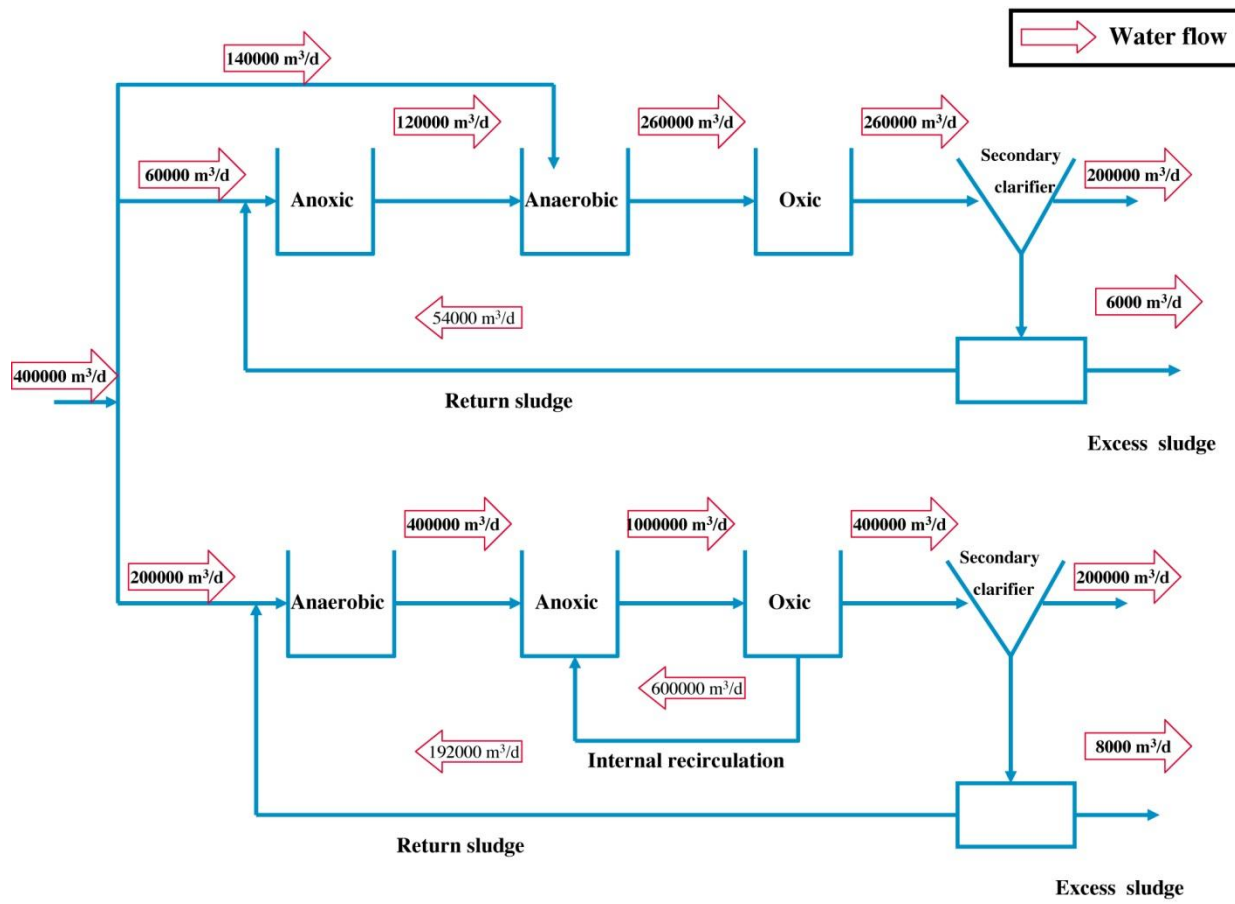 Water flow
140000 m³/d
120000 m³/d
260000 m³/d
260000 m³/d
60000 m³/d
Anoxic
Anaerobic
Oxic
Secondary
clarifier
200000 m³/d
54000 m³/d
6000 m³/d
400000 m³/d
Return sludge
Excess sludge
400000 m³/d
1000000 m³/d
400000 m³/d
200000 m³/d
Anaerobic
Anoxic
Oxic
Secondary
clarifier
200000 m³/d
600000 m³/d
192000 m³/d
Internal recirculation
8000 m³/d
Return sludge
Excess sludge